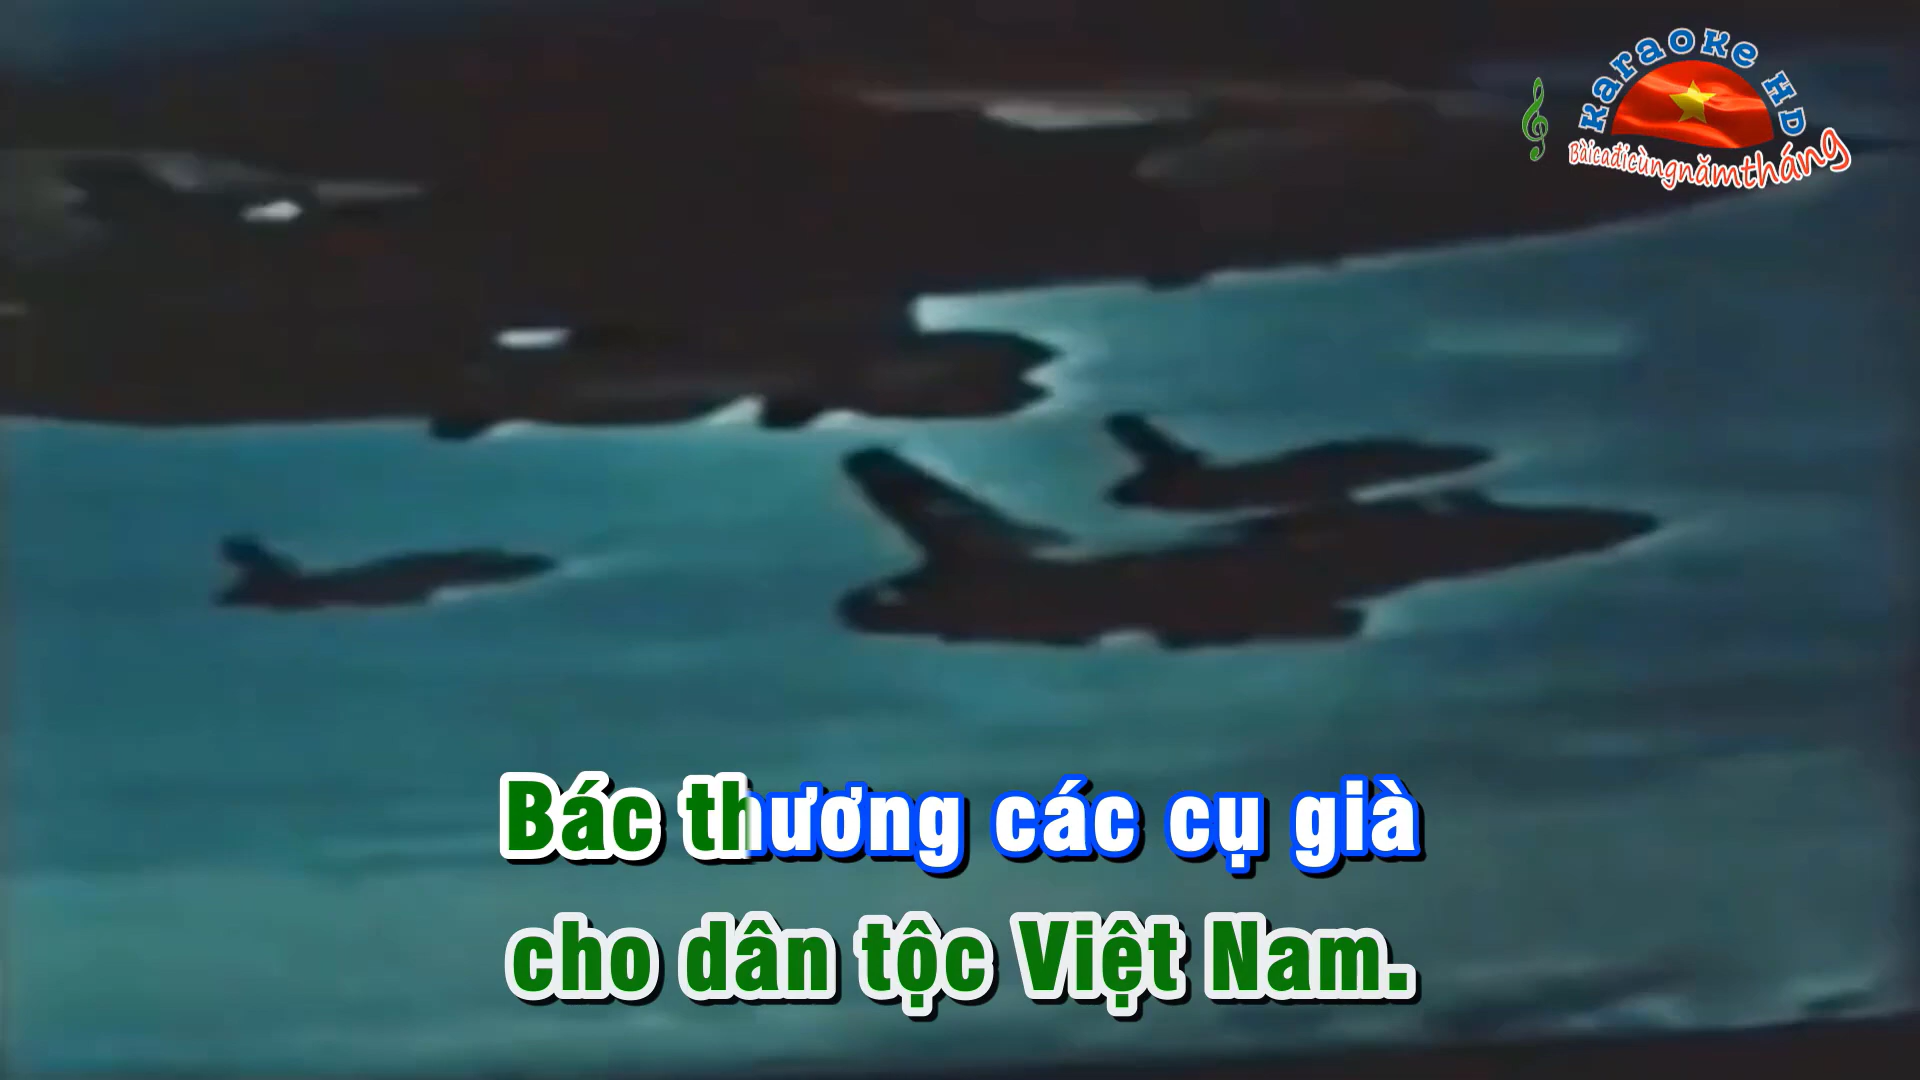 Karaoke HD
Bàicađicùngnămtháng
Bác thương các cụ già
cho dân tộc Việt Nam.